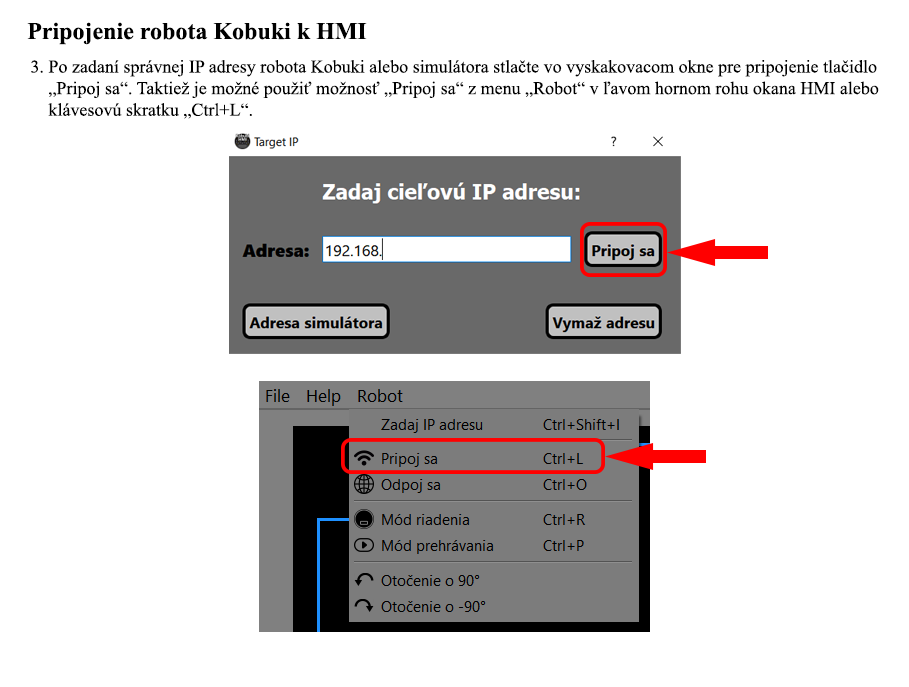 Pripojenie robota Kobuki k HMI
3. Po zadaní správnej IP adresy robota Kobuki alebo simulátora stlačte vo vyskakovacom okne pre pripojenie tlačidlo
„Pripoj sa“. Taktiež je možné použiť možnosť „Pripoj sa“ z menu „Robot“ v ľavom hornom rohu okana HMI alebo
klávesovú skratku „Ctrl+L“.
Target IP ?
Zadaj cieľovú IP adresu:
Adresa: 192.168. Pripoj sa
Adresa simulátora Vymaž adresu
File Help Robot
Zadaj IP adresu Ctrl+Shift+I
Pripoj sa Ctrl+L
Odpoj sa Ctrl+O
Mód riadenia Ctrl+R
Mód prehrávania Ctrl+P
Otočenie o 90°
Otočenie o -90°